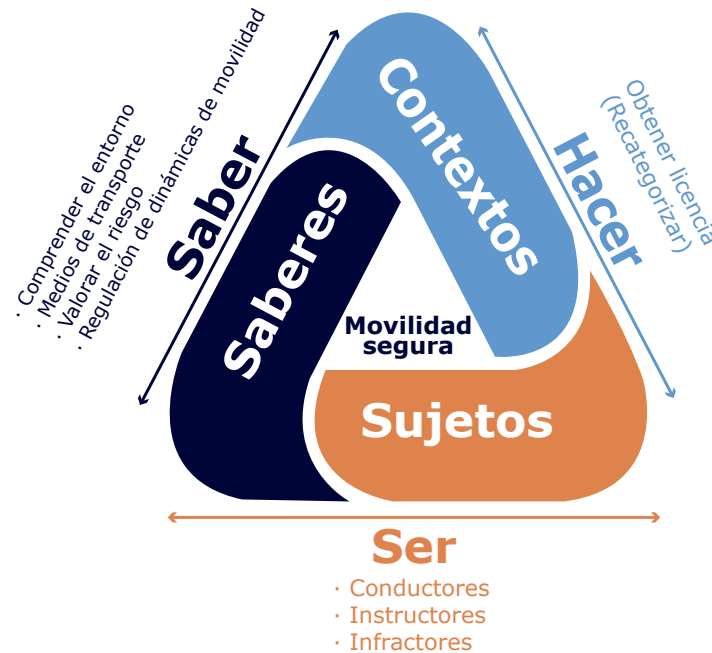 Saber
· Comprender el entorno
· Medios de transporte
· Valorar el riesgo
· Regulación de dinámicas de movilidad
Saberes
Contextos
Hacer
Obtener licencia
(Recategorizar)
Movilidad
segura
Sujetos
Ser
· Conductores
· Instructores
· Infractores